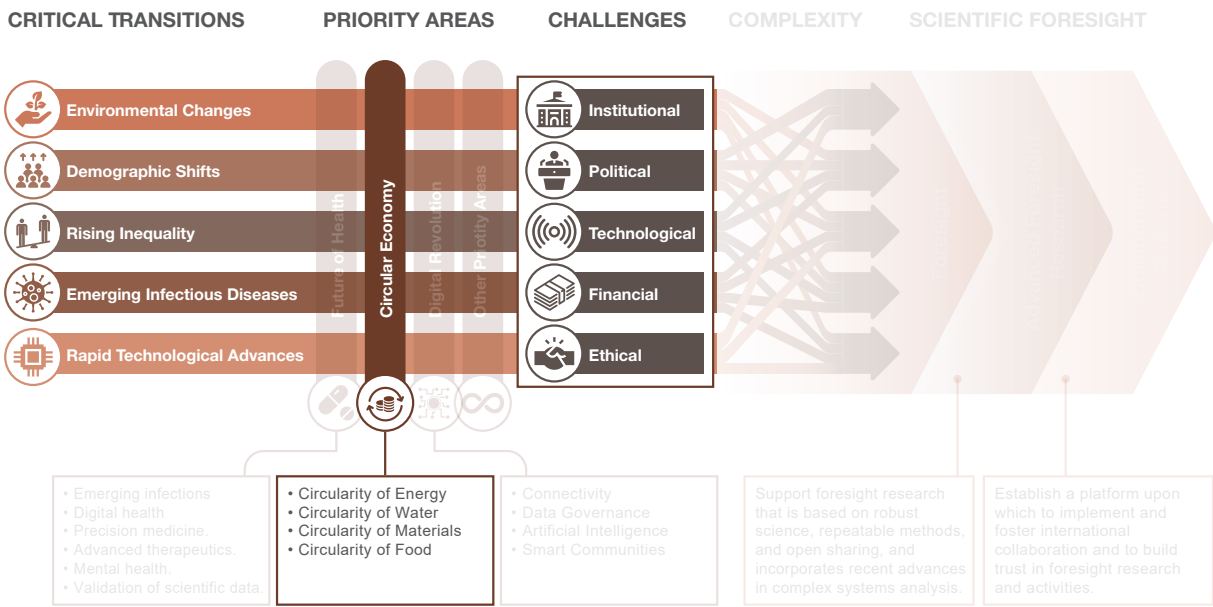 CRITICAL TRANSITIONS
PRIORITY AREAS
CHALLENGES
COMPLEXITY
SCIENTIFIC FORESIGHT
Environmental Changes
Demographic Shifts
Rising Inequality
Emerging Infectious Diseases
Rapid Technological Advances
Future of Health
Circular Economy
Digital Revolution
Other Priotity Areas
Institutional
Political
Technological
Financial
Ethical
• Emerging infections
• Digital health
• Precision medicine.
• Advanced therapeutics.
• Mental health.
• Validation of scientific data.
• Circularity of Energy
• Circularity of Water
• Circularity of Materials
• Circularity of Food
• Connectivity
• Data Governance
• Artificial Intelligence
• Smart Communities
Support foresight research
that is based on robust
science, repeatable methods,
and open sharing, and
incorporates recent advances
in complex systems analysis.
Establish a platform upon
which to implement and
foster international
collaboration and to build
trust in foresight research
and activities.